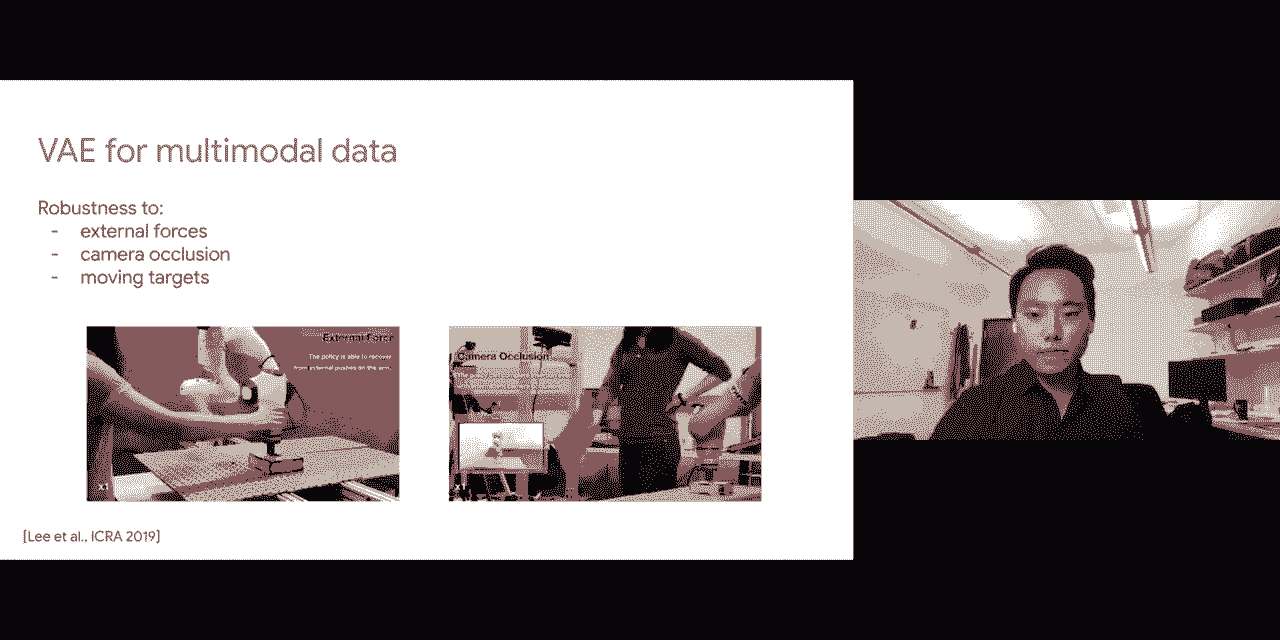 VAE for multimodal data
Robustness to:
- external forces
- camera occlusion
- moving targets
External Force
The policy is able to recover
from external pushes on the arm.
Camera Occlusion
x1
[Lee et al., ICRA 2019]